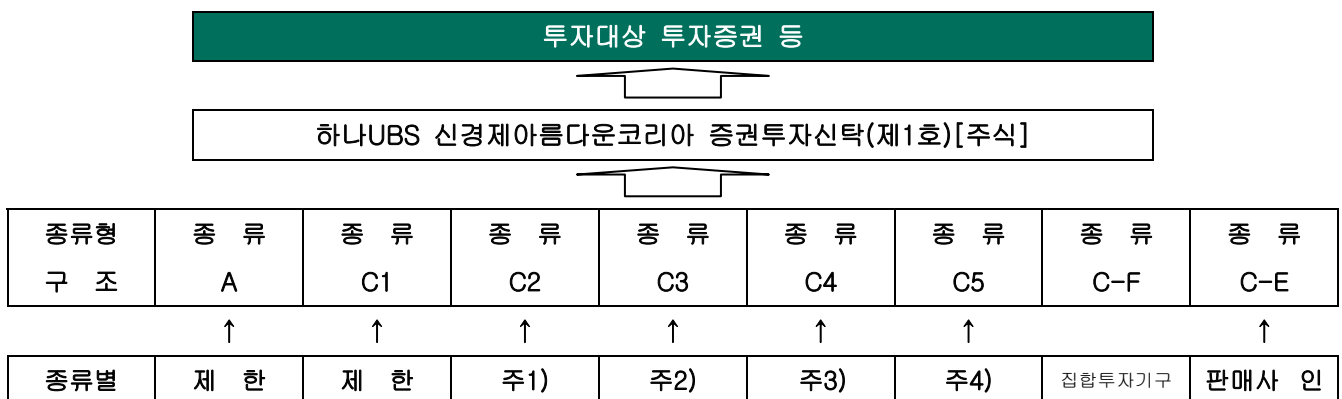 투자대상 투자증권 등
하나UBS 신경제아름다운코리아 증권투자신탁(제1호)[주식]
종류형 종 류 종 류 종 류 종 류 종 류 종 류 종 류 종 류
구 조 A C1 C2 C3 C4 C5 C-F C-E
↑ ↑ ↑ ↑ ↑ ↑ ↑
종류별 제 한 제 한 주1) 주2) 주3) 주4) 집합투자기구 판매사 인